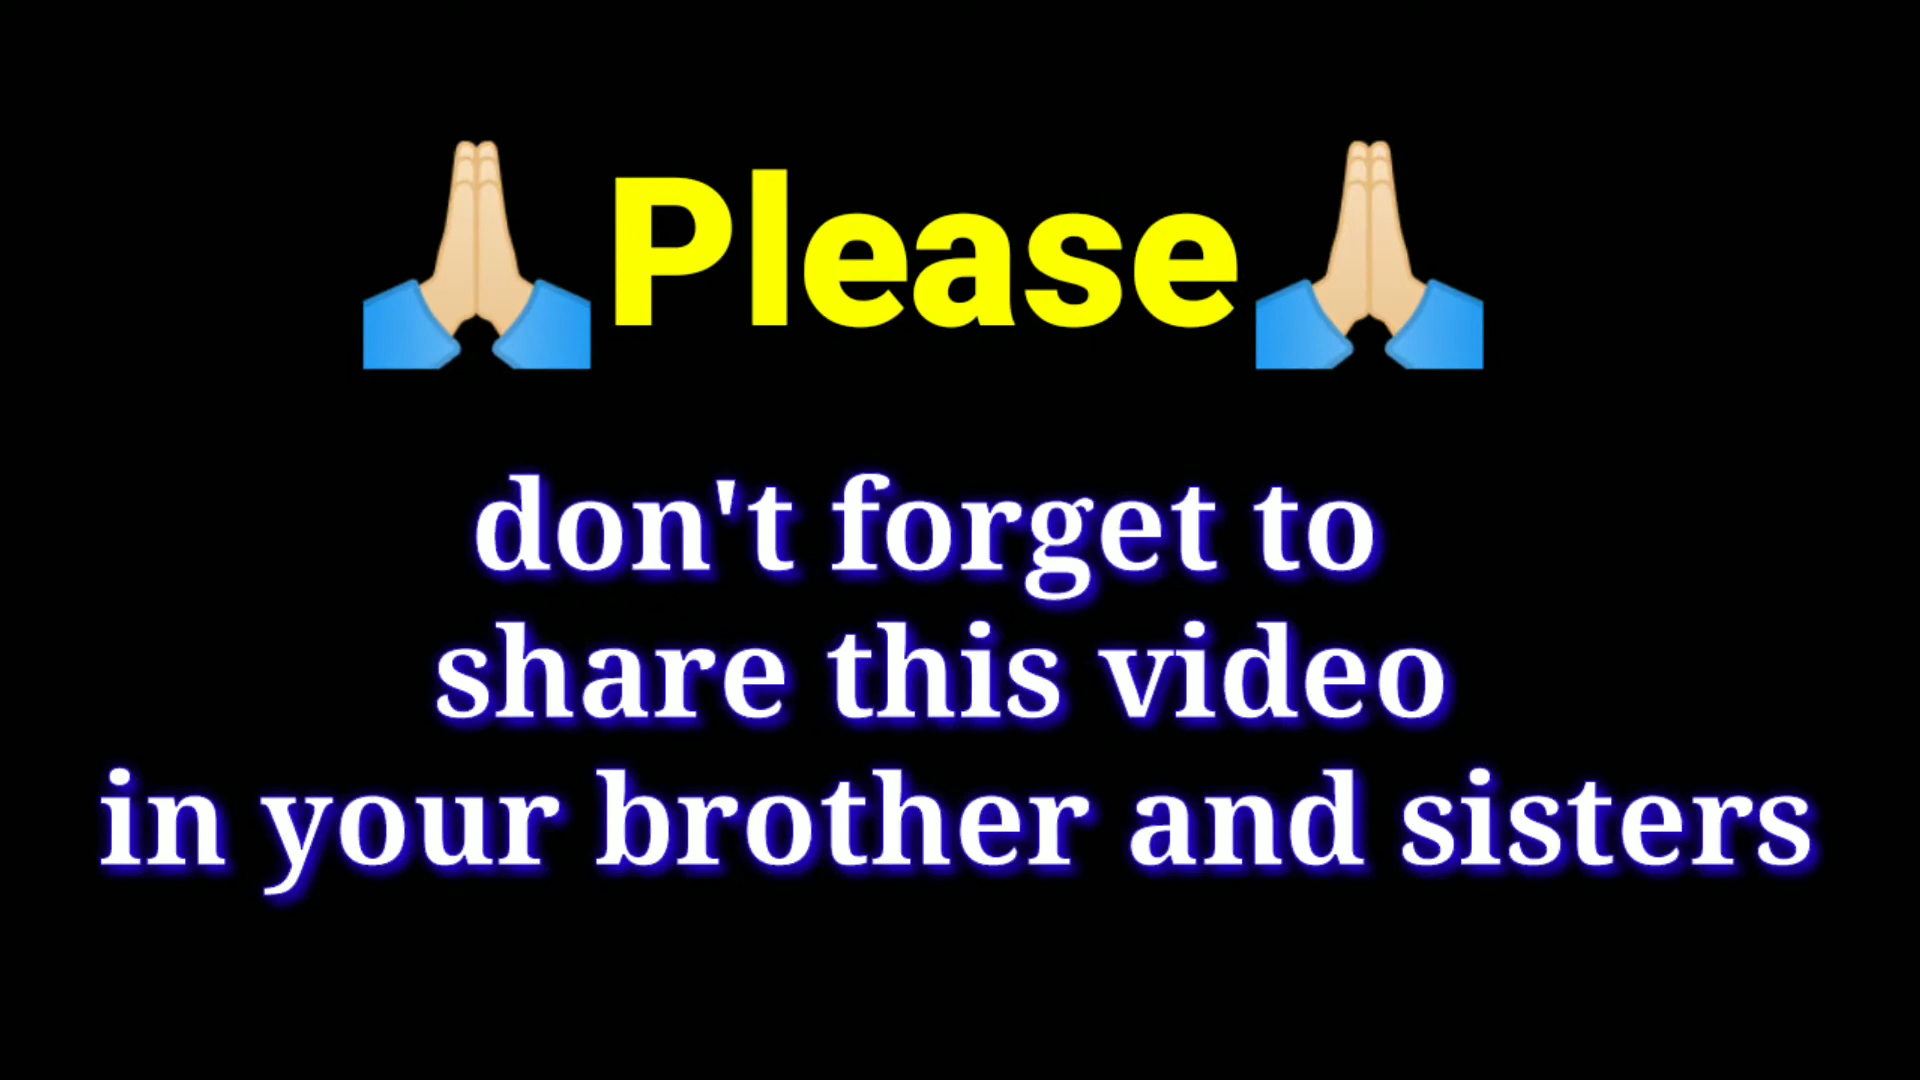 🙏🏻Please🙏🏻
don't forget to
share this video
in your brother and sisters